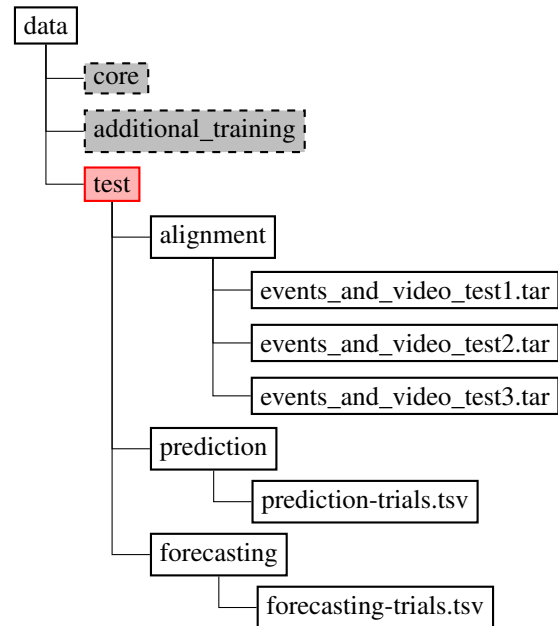 data
core
additional_training
test
alignment
events_and_video_test1.tar
events_and_video_test2.tar
events_and_video_test3.tar
prediction
prediction-trials.tsv
forecasting
forecasting-trials.tsv